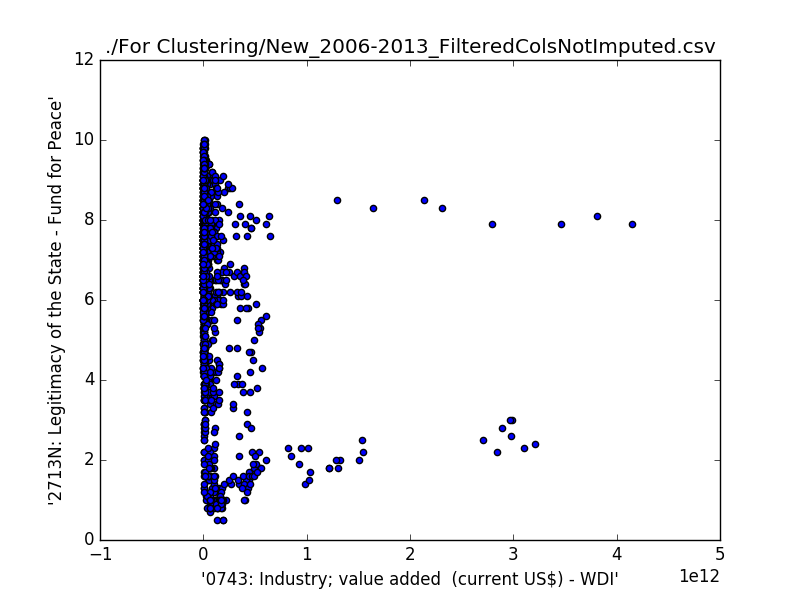 ./For Clustering/New_2006-2013_FilteredColsNotImputed.csv
12
10
8
6
4
2
0
'2713N: Legitimacy of the State - Fund for Peace'
−1 0 1 2 3 4 5
1e12
'0743: Industry; value added  (current US$) - WDI'